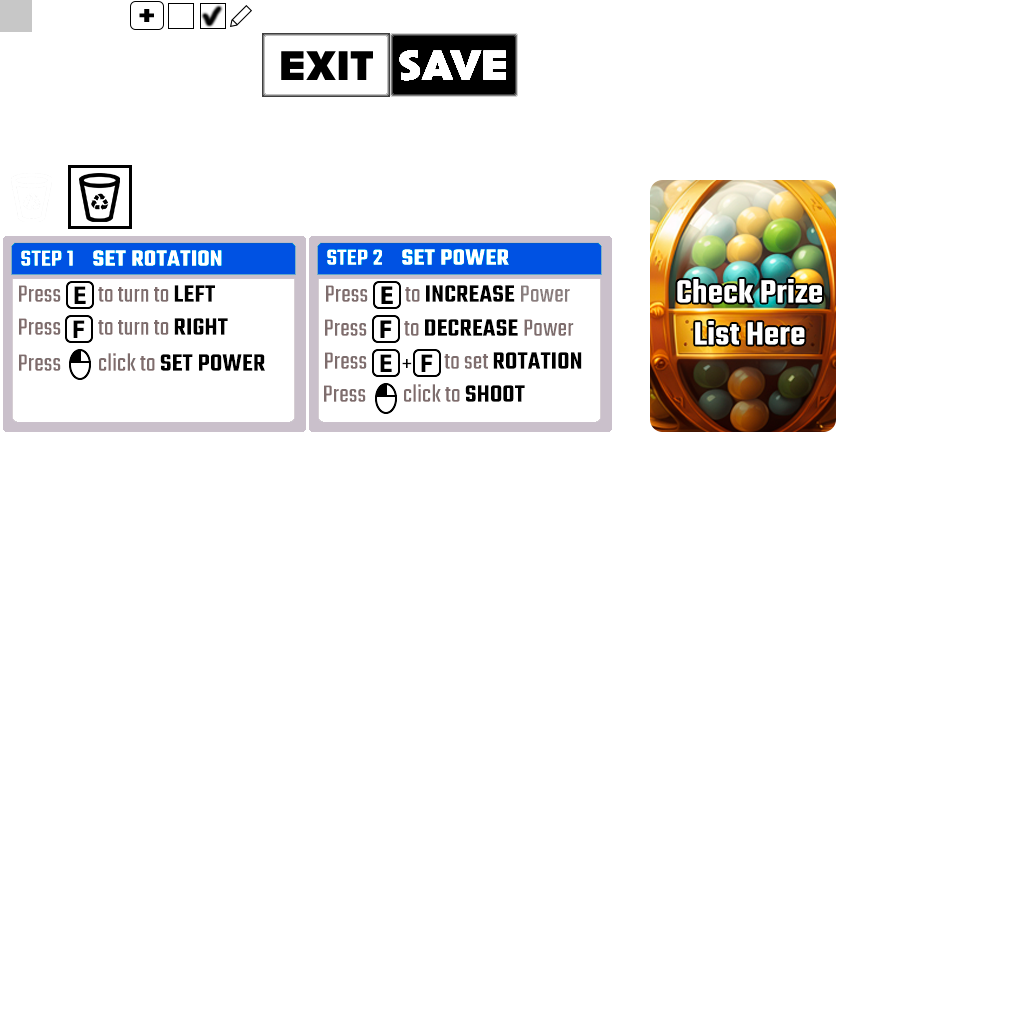 EXIT SAVE
STEP 1 SET ROTATION
Press E to turn to LEFT
Press F to turn to RIGHT
Press click to SET POWER
STEP 2 SET POWER
Press E to INCREASE Power
Press F to DECREASE Power
Press E + F to set ROTATION
Press click to SHOOT
Check Prize
List Here